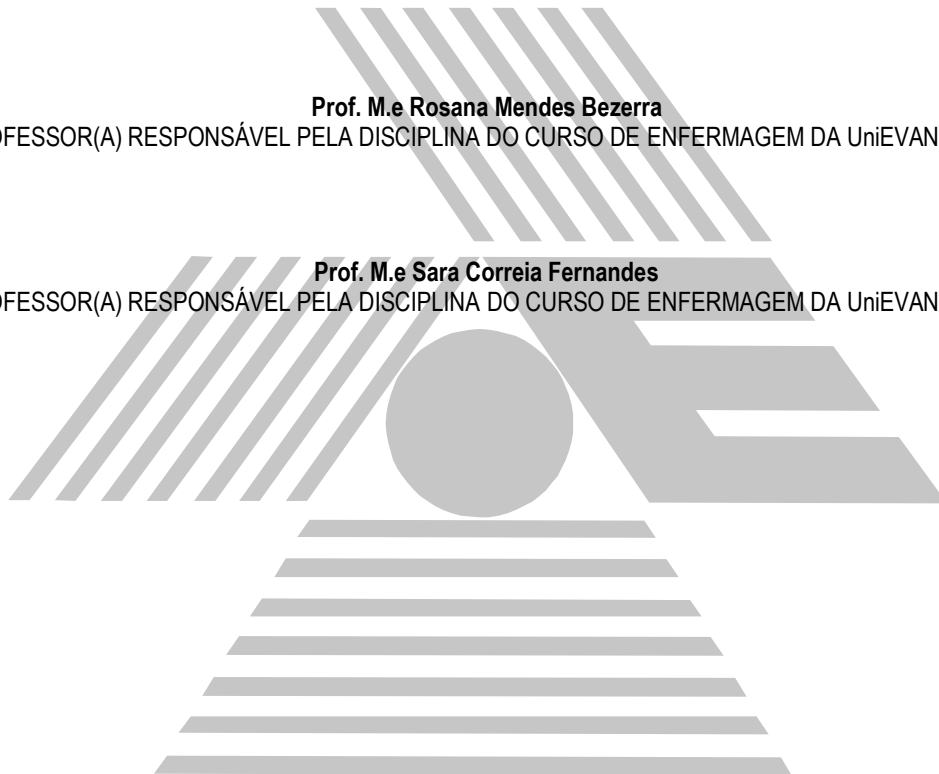 Prof. M.e Rosana Mendes Bezerra
OFESSOR(A) RESPONSÁVEL PELA DISCIPLINA DO CURSO DE ENFERMAGEM DA UniEVAN
Prof. M.e Sara Correia Fernandes
OFESSOR(A) RESPONSÁVEL PELA DISCIPLINA DO CURSO DE ENFERMAGEM DA UniEVAN